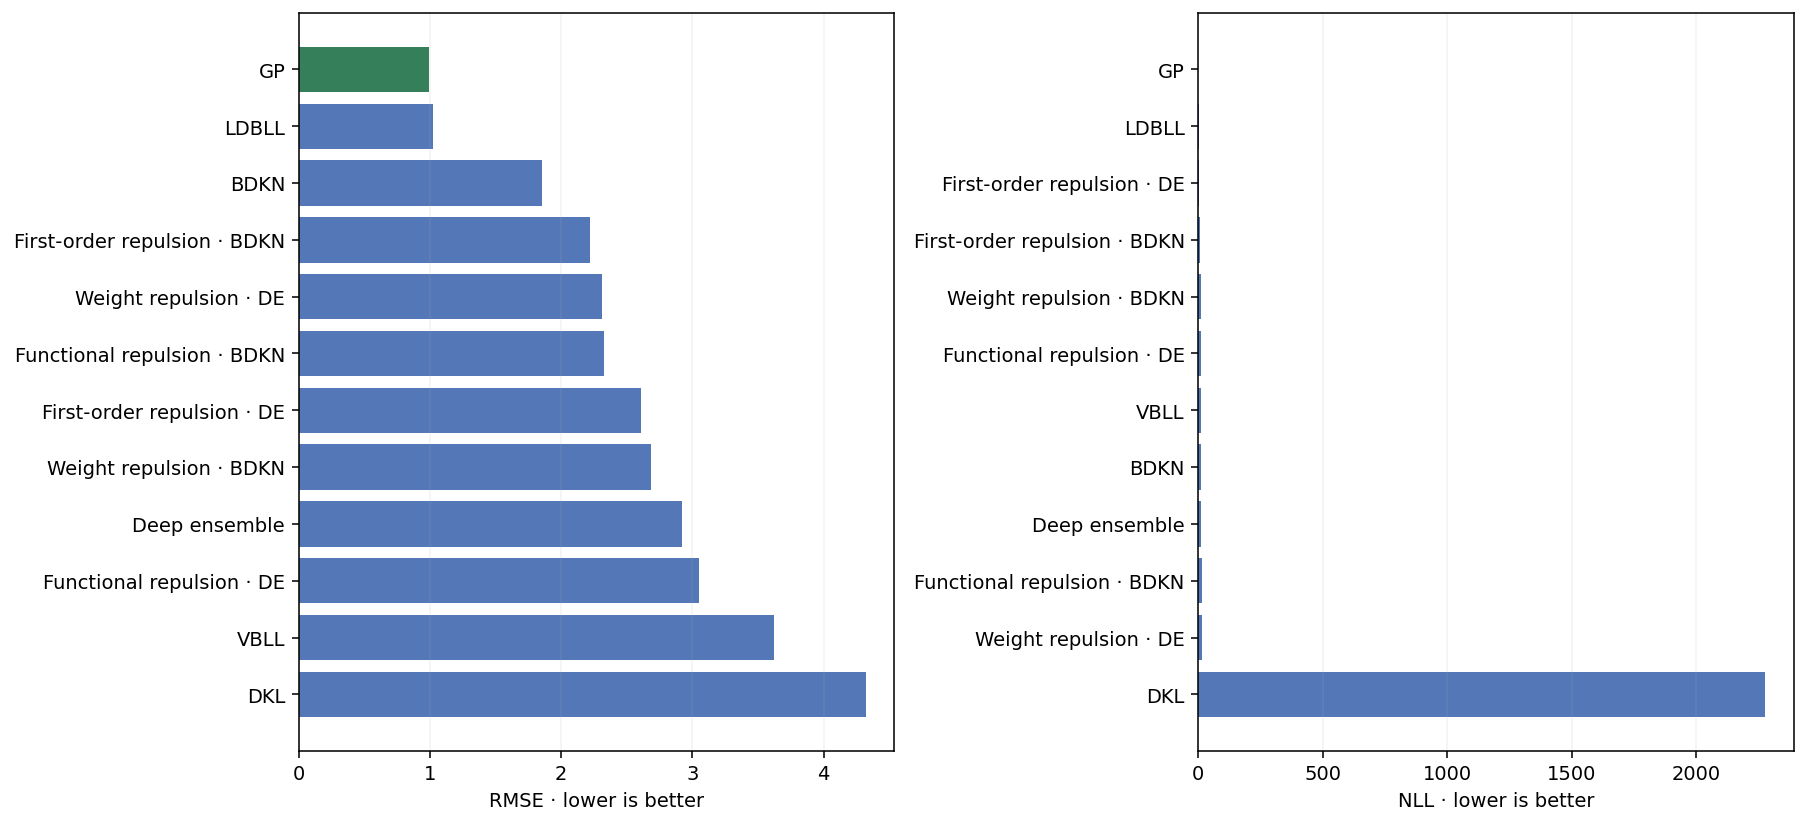 GP
LDBLL
BDKN
First-order repulsion · BDKN
Weight repulsion · DE
Functional repulsion · BDKN
First-order repulsion · DE
Weight repulsion · BDKN
Deep ensemble
Functional repulsion · DE
VBLL
DKL
0 1 2 3 4
RMSE · lower is better
GP
LDBLL
First-order repulsion · DE
First-order repulsion · BDKN
Weight repulsion · BDKN
Functional repulsion · DE
VBLL
BDKN
Deep ensemble
Functional repulsion · BDKN
Weight repulsion · DE
DKL
0 500 1000 1500 2000
NLL · lower is better